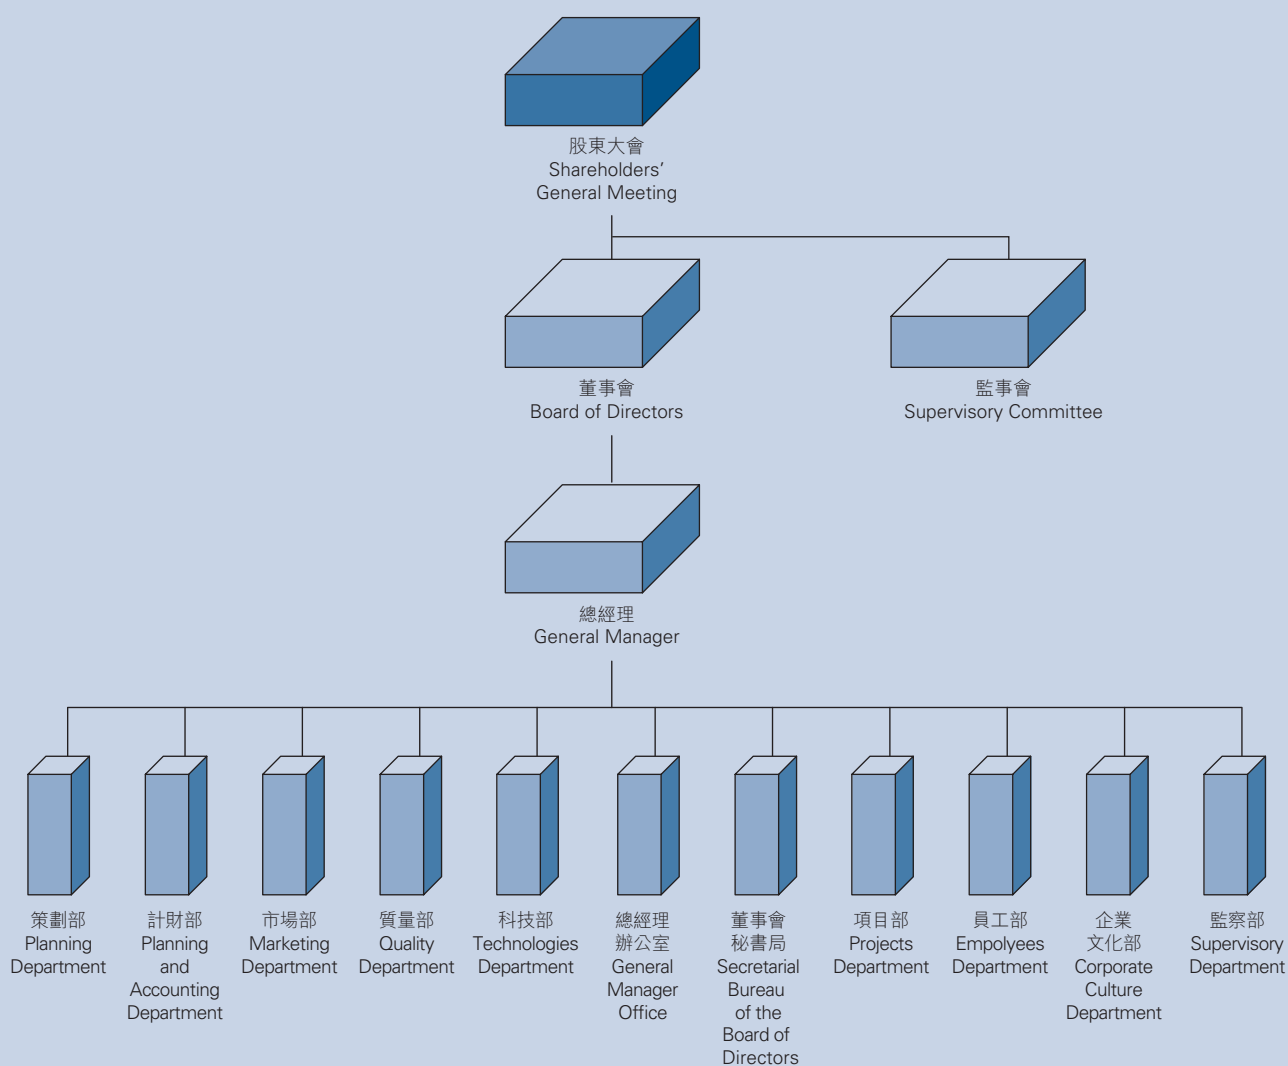 股東大會
Shareholders’
General Meeting
董事會
Board of Directors
監事會
Supervisory Committee
總經理
General Manager
策劃部
Planning
Department
計財部
Planning
and
Accounting
Department
市場部
Marketing
Department
質量部
Quality
Department
科技部
Technologies
Department
總經理
辦公室
General
Manager
Office
董事會
秘書局
Secretarial
Bureau
of the
Board of
Directors
項目部
Projects
Department
員工部
Empolyees
Department
企業
文化部
Corporate
Culture
Department
監察部
Supervisory
Department